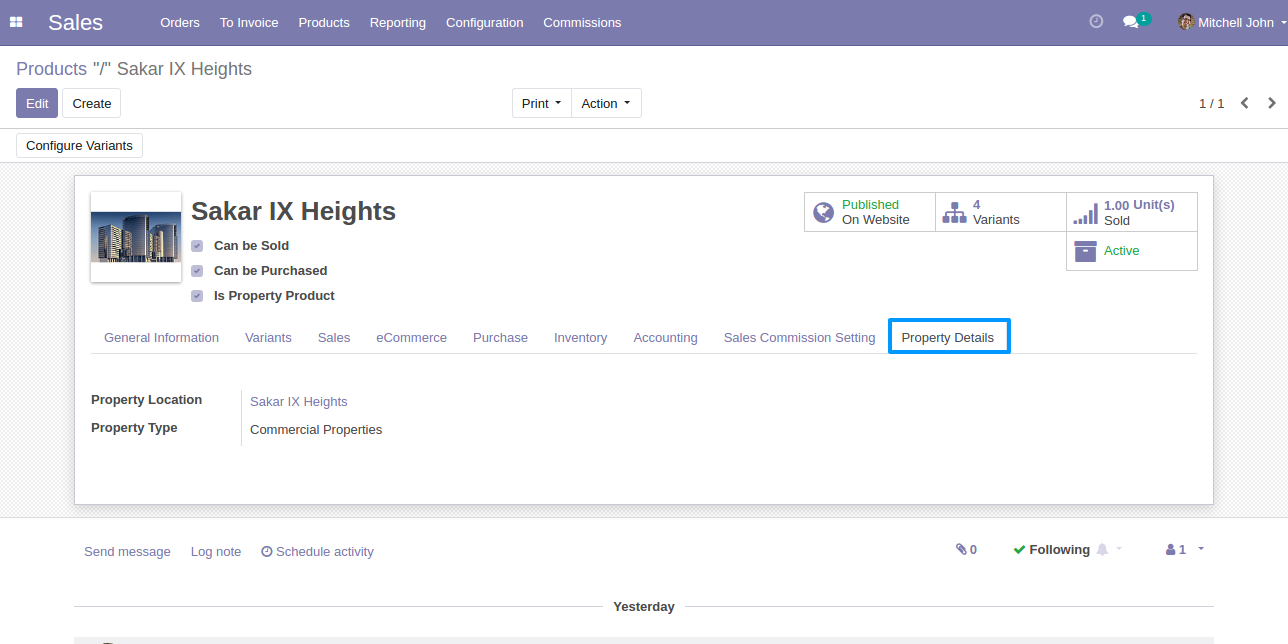 Sales Orders To Invoice Products Reporting Configuration Commissions 1 Mitchell John
Products "/" Sakar IX Heights
Edit Create Print Action 1 / 1
Configure Variants
Sakar IX Heights
Can be Sold
Can be Purchased
Is Property Product
Published
On Website
4
Variants
1.00 Unit(s)
Sold
Active
General Information Variants Sales eCommerce Purchase Inventory Accounting Sales Commission Setting Property Details
Property Location Sakar IX Heights
Property Type Commercial Properties
Send message Log note Schedule activity 0 Following 1
Yesterday